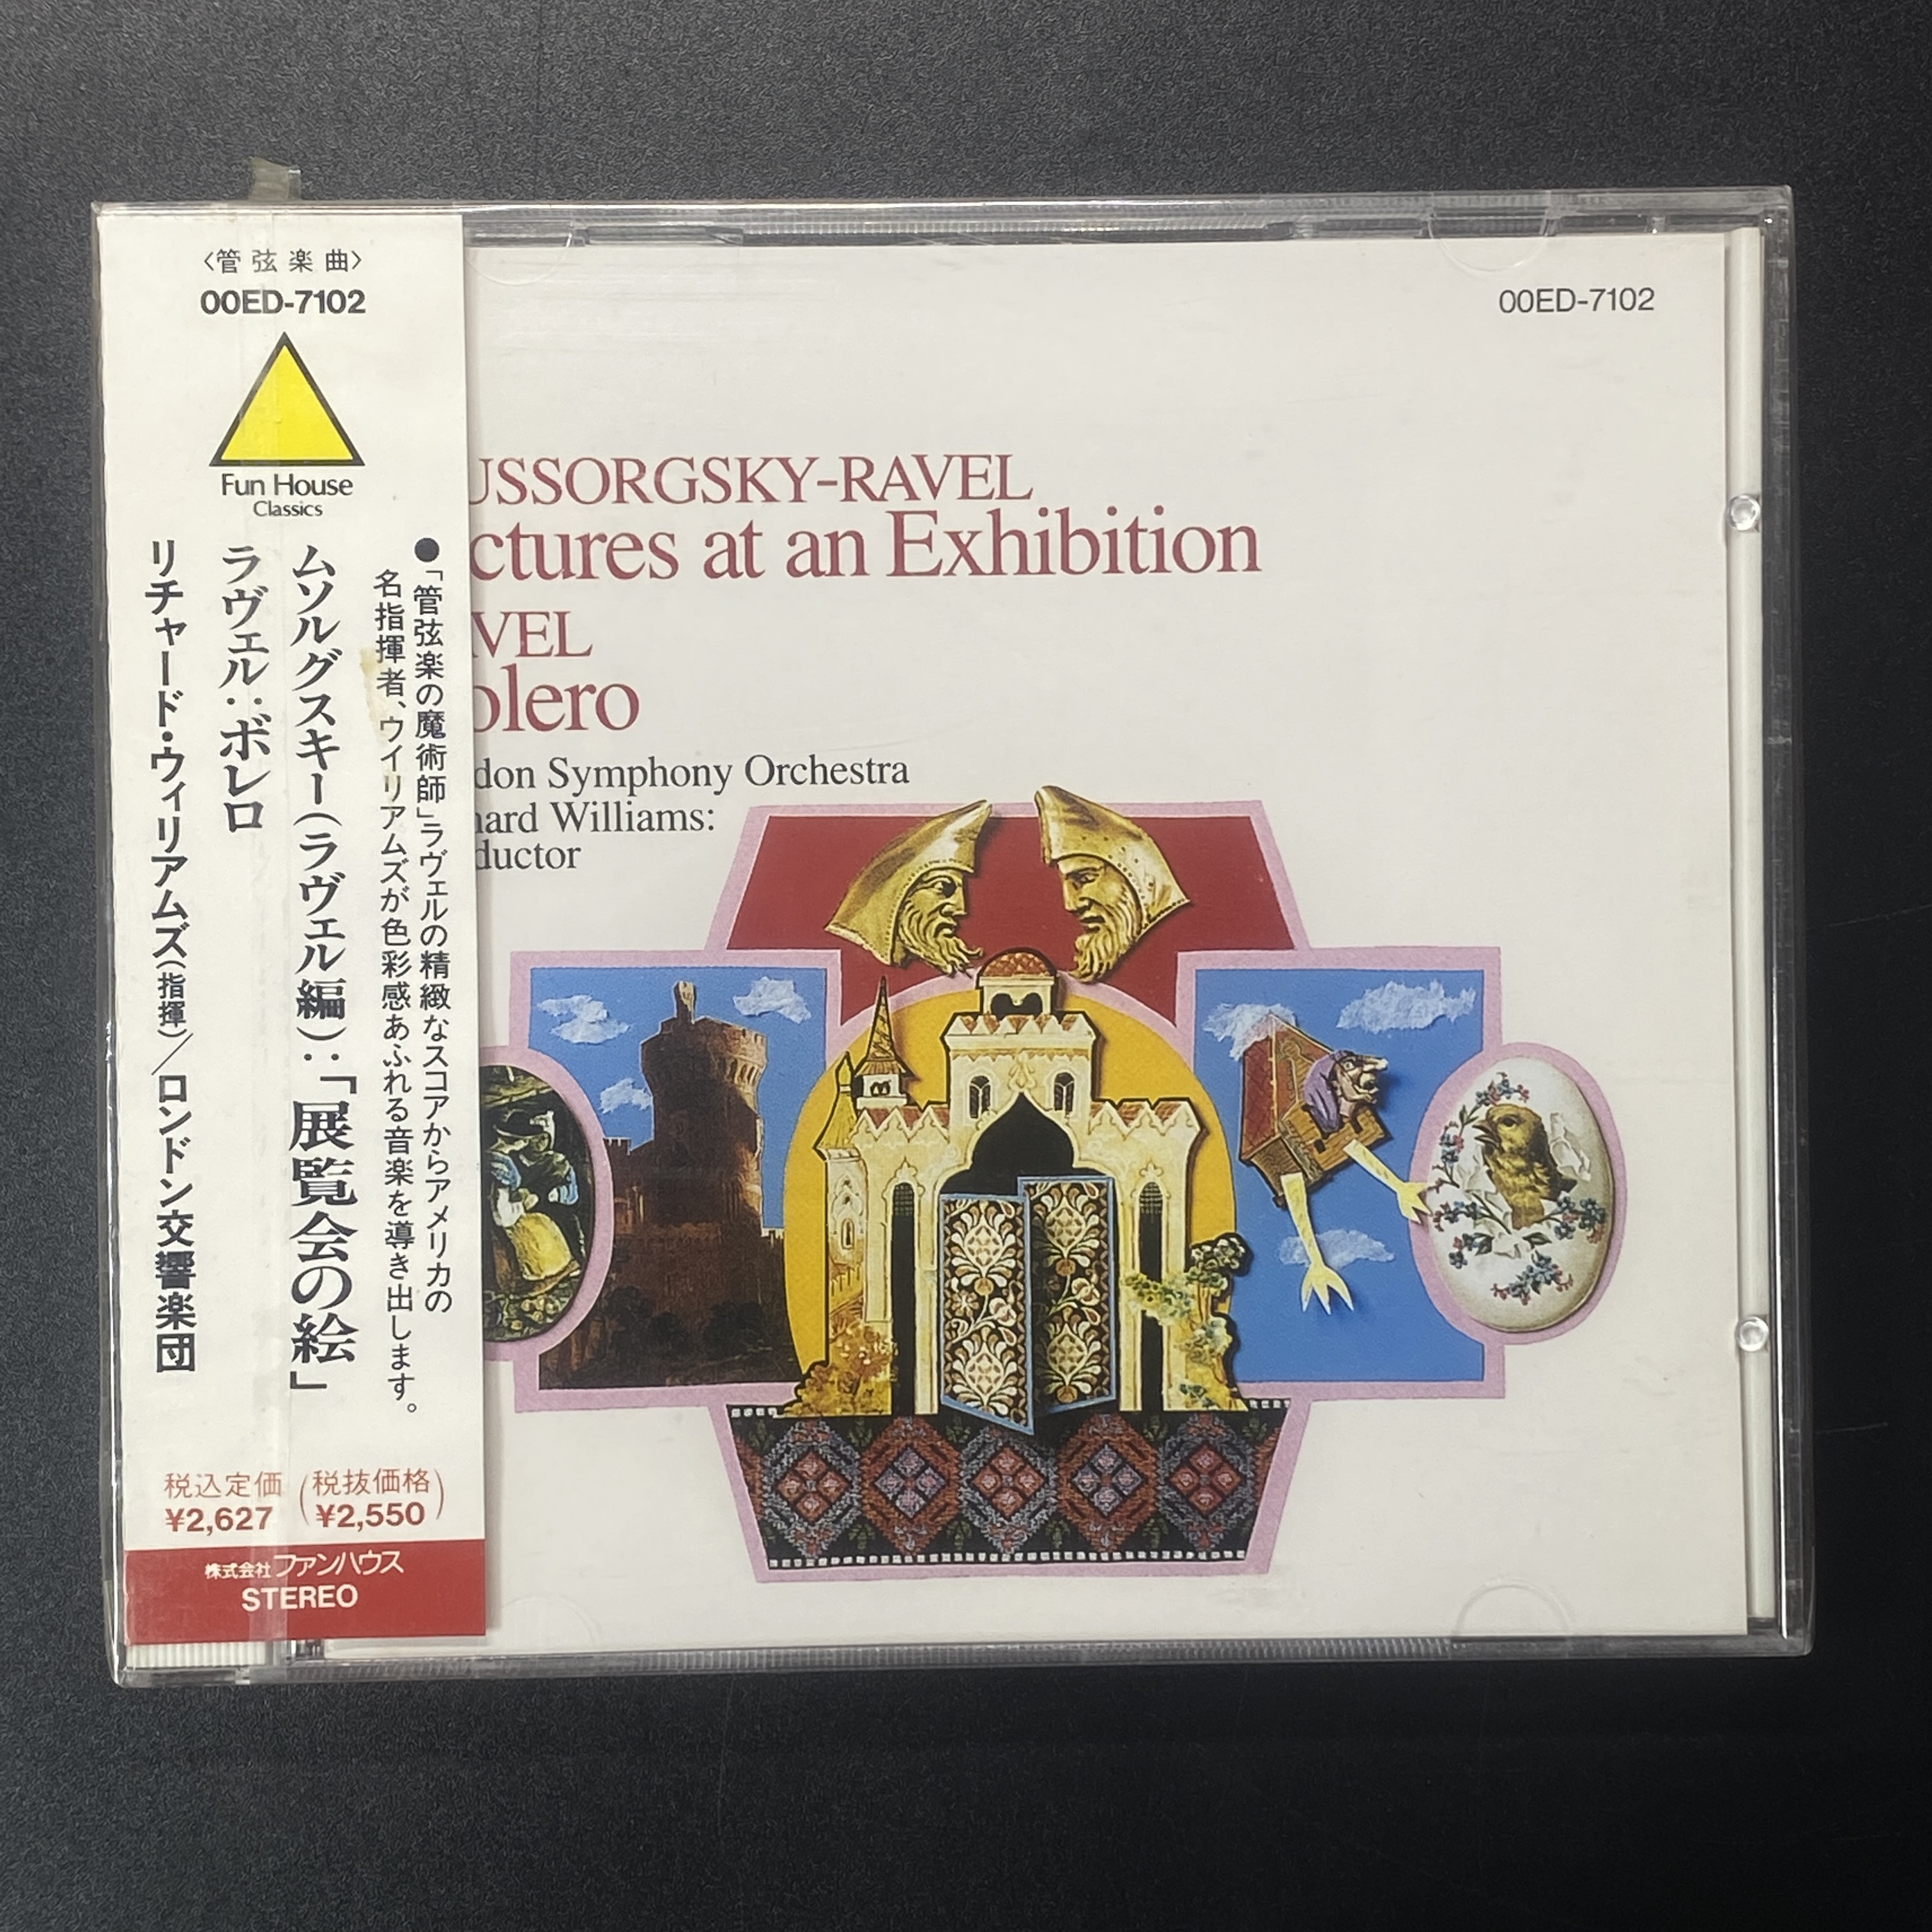 〈管弦楽曲〉
00ED-7102
Fun House
Classics
●「管弦楽の魔術師」ラヴェルの精緻なスコアからアメリカの
名指揮者、ウイリアムズが色彩感あふれる音楽を導き出します。
ムソルグスキー(ラヴェル編):「展覧会の絵」
ラヴェル:ボレロ
リチャード・ウィリアムズ(指揮)/ロンドン交響楽団
税込定価 (税抜価格)
¥2,627 (¥2,550)
株式会社ファンハウス
STEREO
00ED-7102
USSORGSKY-RAVEL
ctures at an Exhibition
VEL
olero
don Symphony Orchestra
hard Williams:
ductor